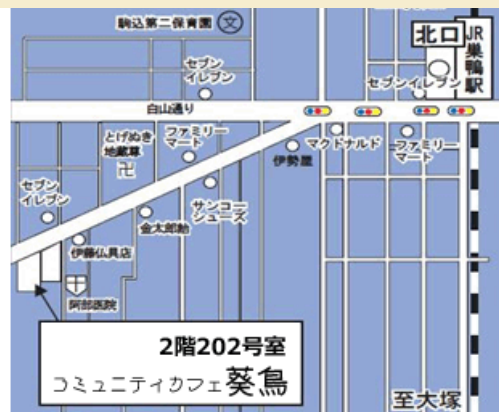 駒込第二保育園
文
北口
JR
巣鴨駅
セブン
イレブン
セブンイレブン
白山通り
とげぬき
地蔵尊
卍
ファミリー
マート
伊勢屋
マクドナルド
ファミリー
マート
セブン
イレブン
サンコー
シューズ
金太郎飴
伊藤仏具店
阿部医院
2階202号室
コミュニティカフェ葵鳥
至大塚